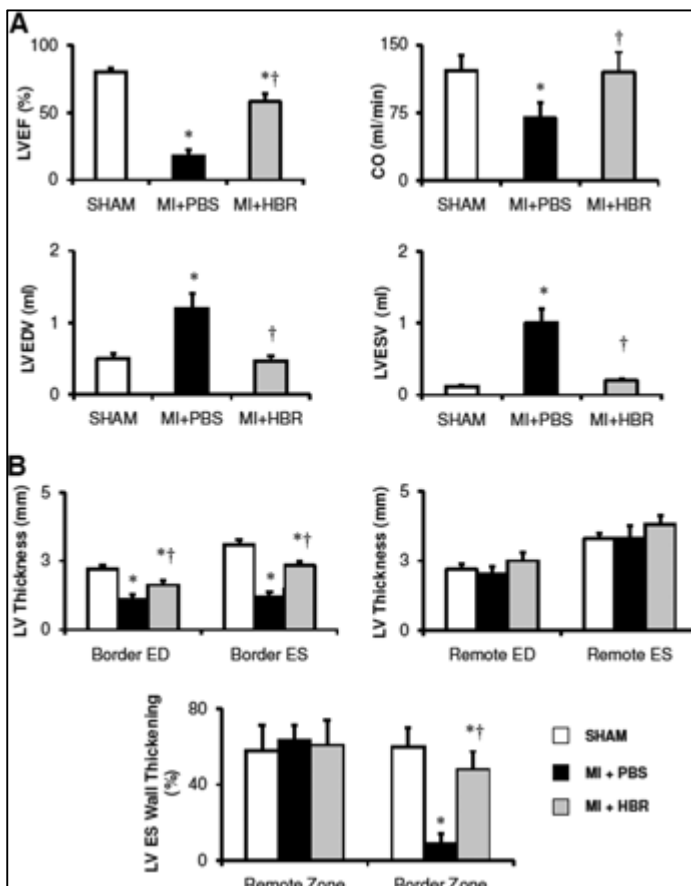 A
LVEF (%)
100
50
0
*
*†
SHAM MI+PBS MI+HBR
CO (ml/min)
150
75
0
*
†
SHAM MI+PBS MI+HBR
LVEDV (ml)
2
1
0
*
†
SHAM MI+PBS MI+HBR
LVESV (ml)
2
1
0
*
†
SHAM MI+PBS MI+HBR
B
LV Thickness (mm)
5
3
0
*
*†
*
*†
Border ED Border ES
LV Thickness (mm)
5
3
0
Remote ED Remote ES
LV ES Wall Thickening
(%)
80
40
0
*
*†
Remote Zone Border Zone
SHAM
MI + PBS
MI + HBR